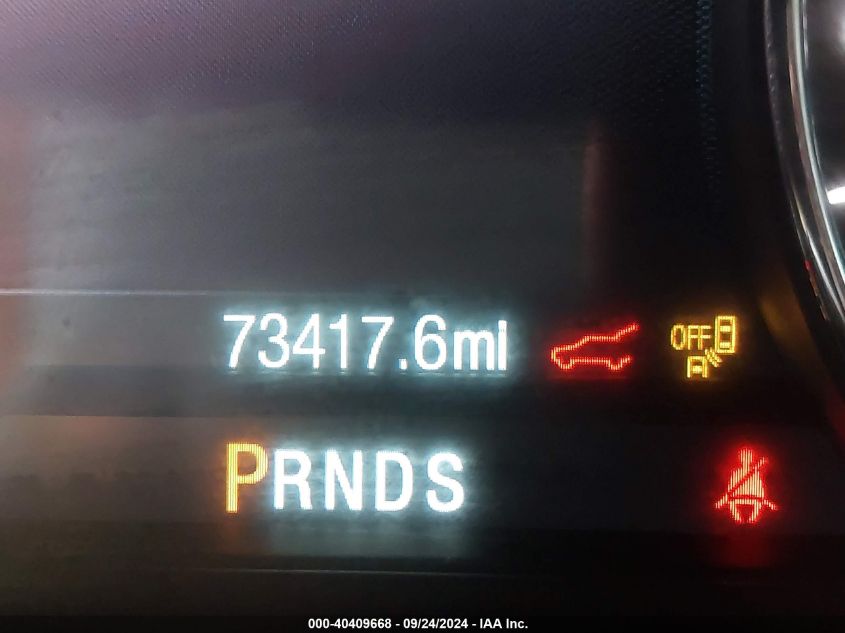 73417.6mi
OFF
PRNDS
000-40409668 - 09/24/2024 - IAA Inc.